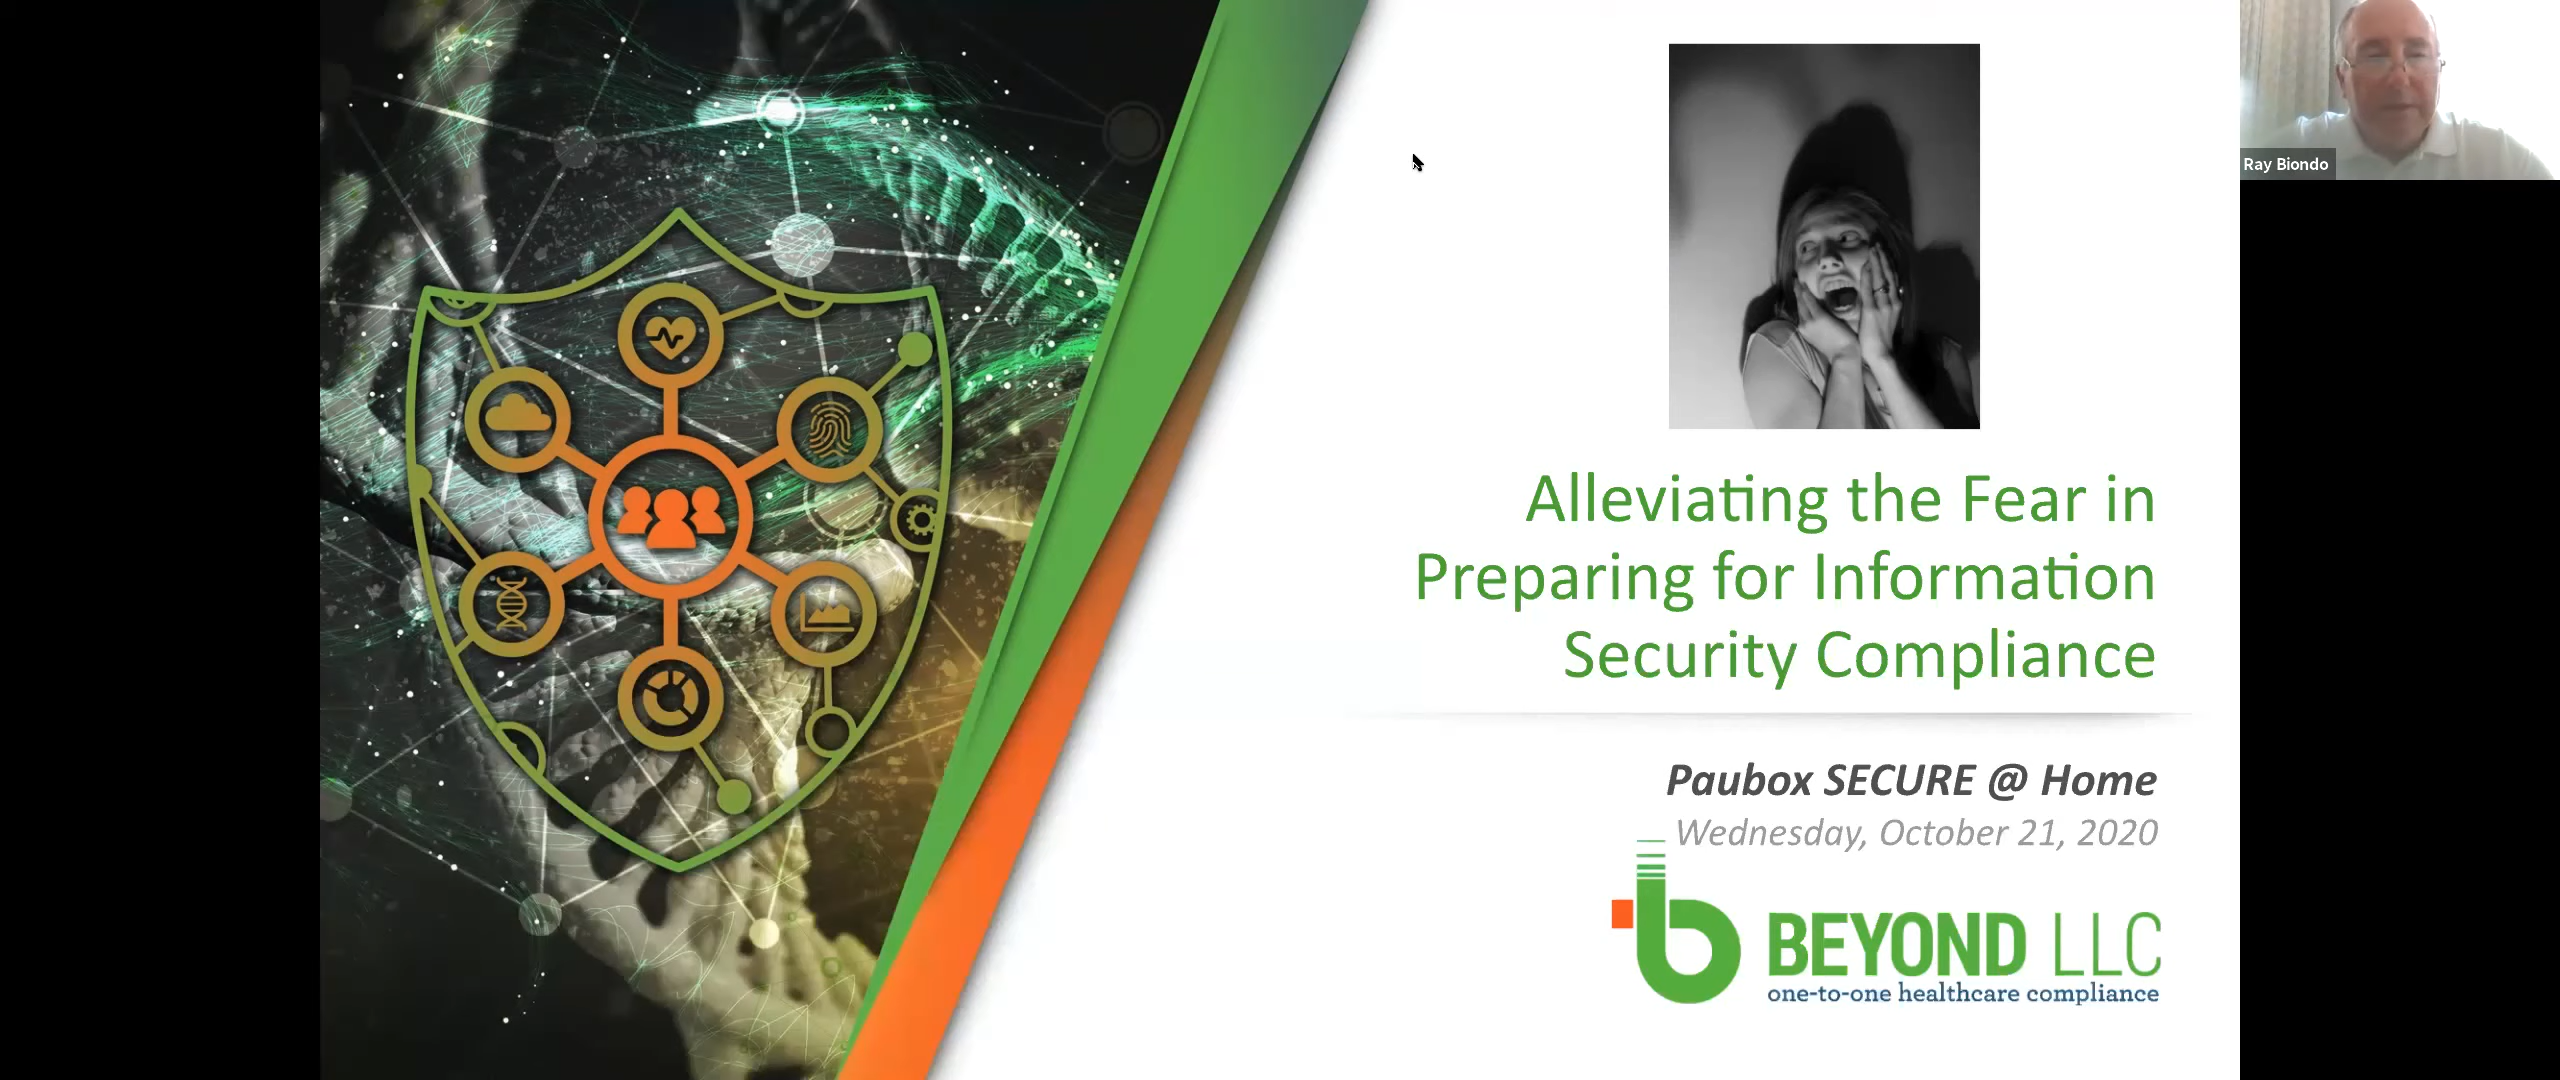 Ray Biondo
Alleviating the Fear in
Preparing for Information
Security Compliance
Paubox SECURE @ Home
Wednesday, October 21, 2020
BEYOND LLC
one-to-one healthcare compliance